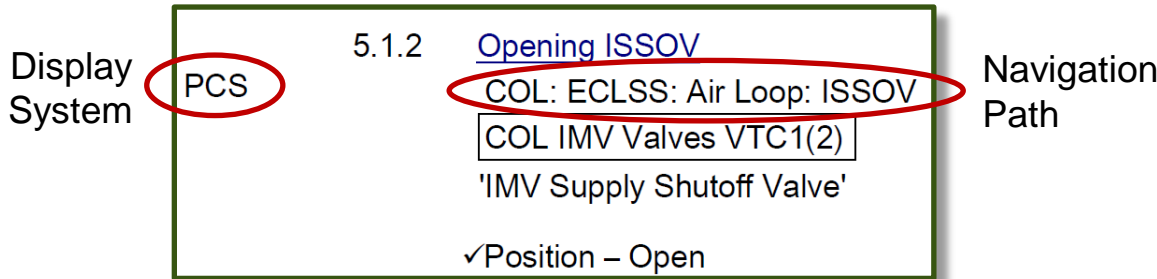 Display
System
PCS
5.1.2 Opening ISSOV
COL: ECLSS: Air Loop: ISSOV
COL IMV Valves VTC1(2)
'IMV Supply Shutoff Valve'
✓Position – Open
Navigation
Path